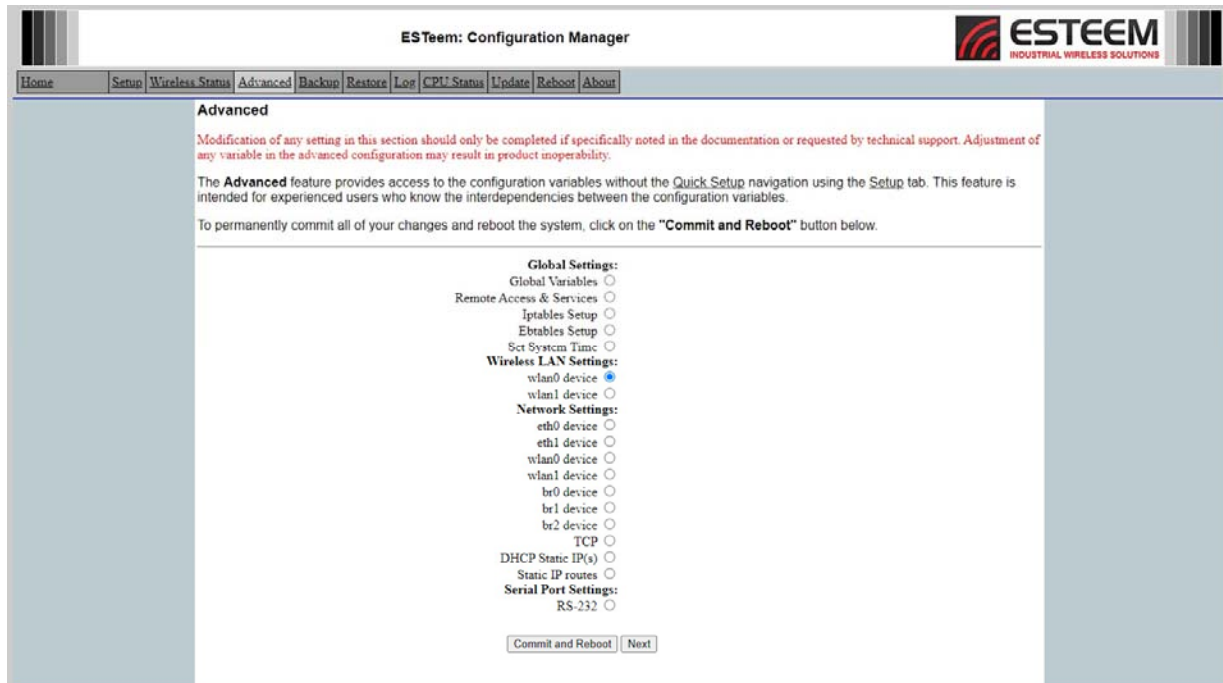 ESTeem: Configuration Manager
ESTEEM
INDUSTRIAL WIRELESS SOLUTIONS
Home Setup Wireless Status Advanced Backup Restore Log CPU Status Update Reboot About
Advanced
Modification of any setting in this section should only be completed if specifically noted in the documentation or requested by technical support. Adjustment of
any variable in the advanced configuration may result in product inoperability.
The Advanced feature provides access to the configuration variables without the Quick Setup navigation using the Setup tab. This feature is
intended for experienced users who know the interdependencies between the configuration variables.
To permanently commit all of your changes and reboot the system, click on the "Commit and Reboot" button below.
Global Settings:
Global Variables
Remote Access & Services
Iptables Setup
Ebtables Setup
Set System Time
Wireless LAN Settings:
wlan0 device
wlan1 device
Network Settings:
eth0 device
eth1 device
wlan0 device
wlan1 device
br0 device
br1 device
br2 device
TCP
DHCP Static IP(s)
Static IP routes
Serial Port Settings:
RS-232
Commit and Reboot Next